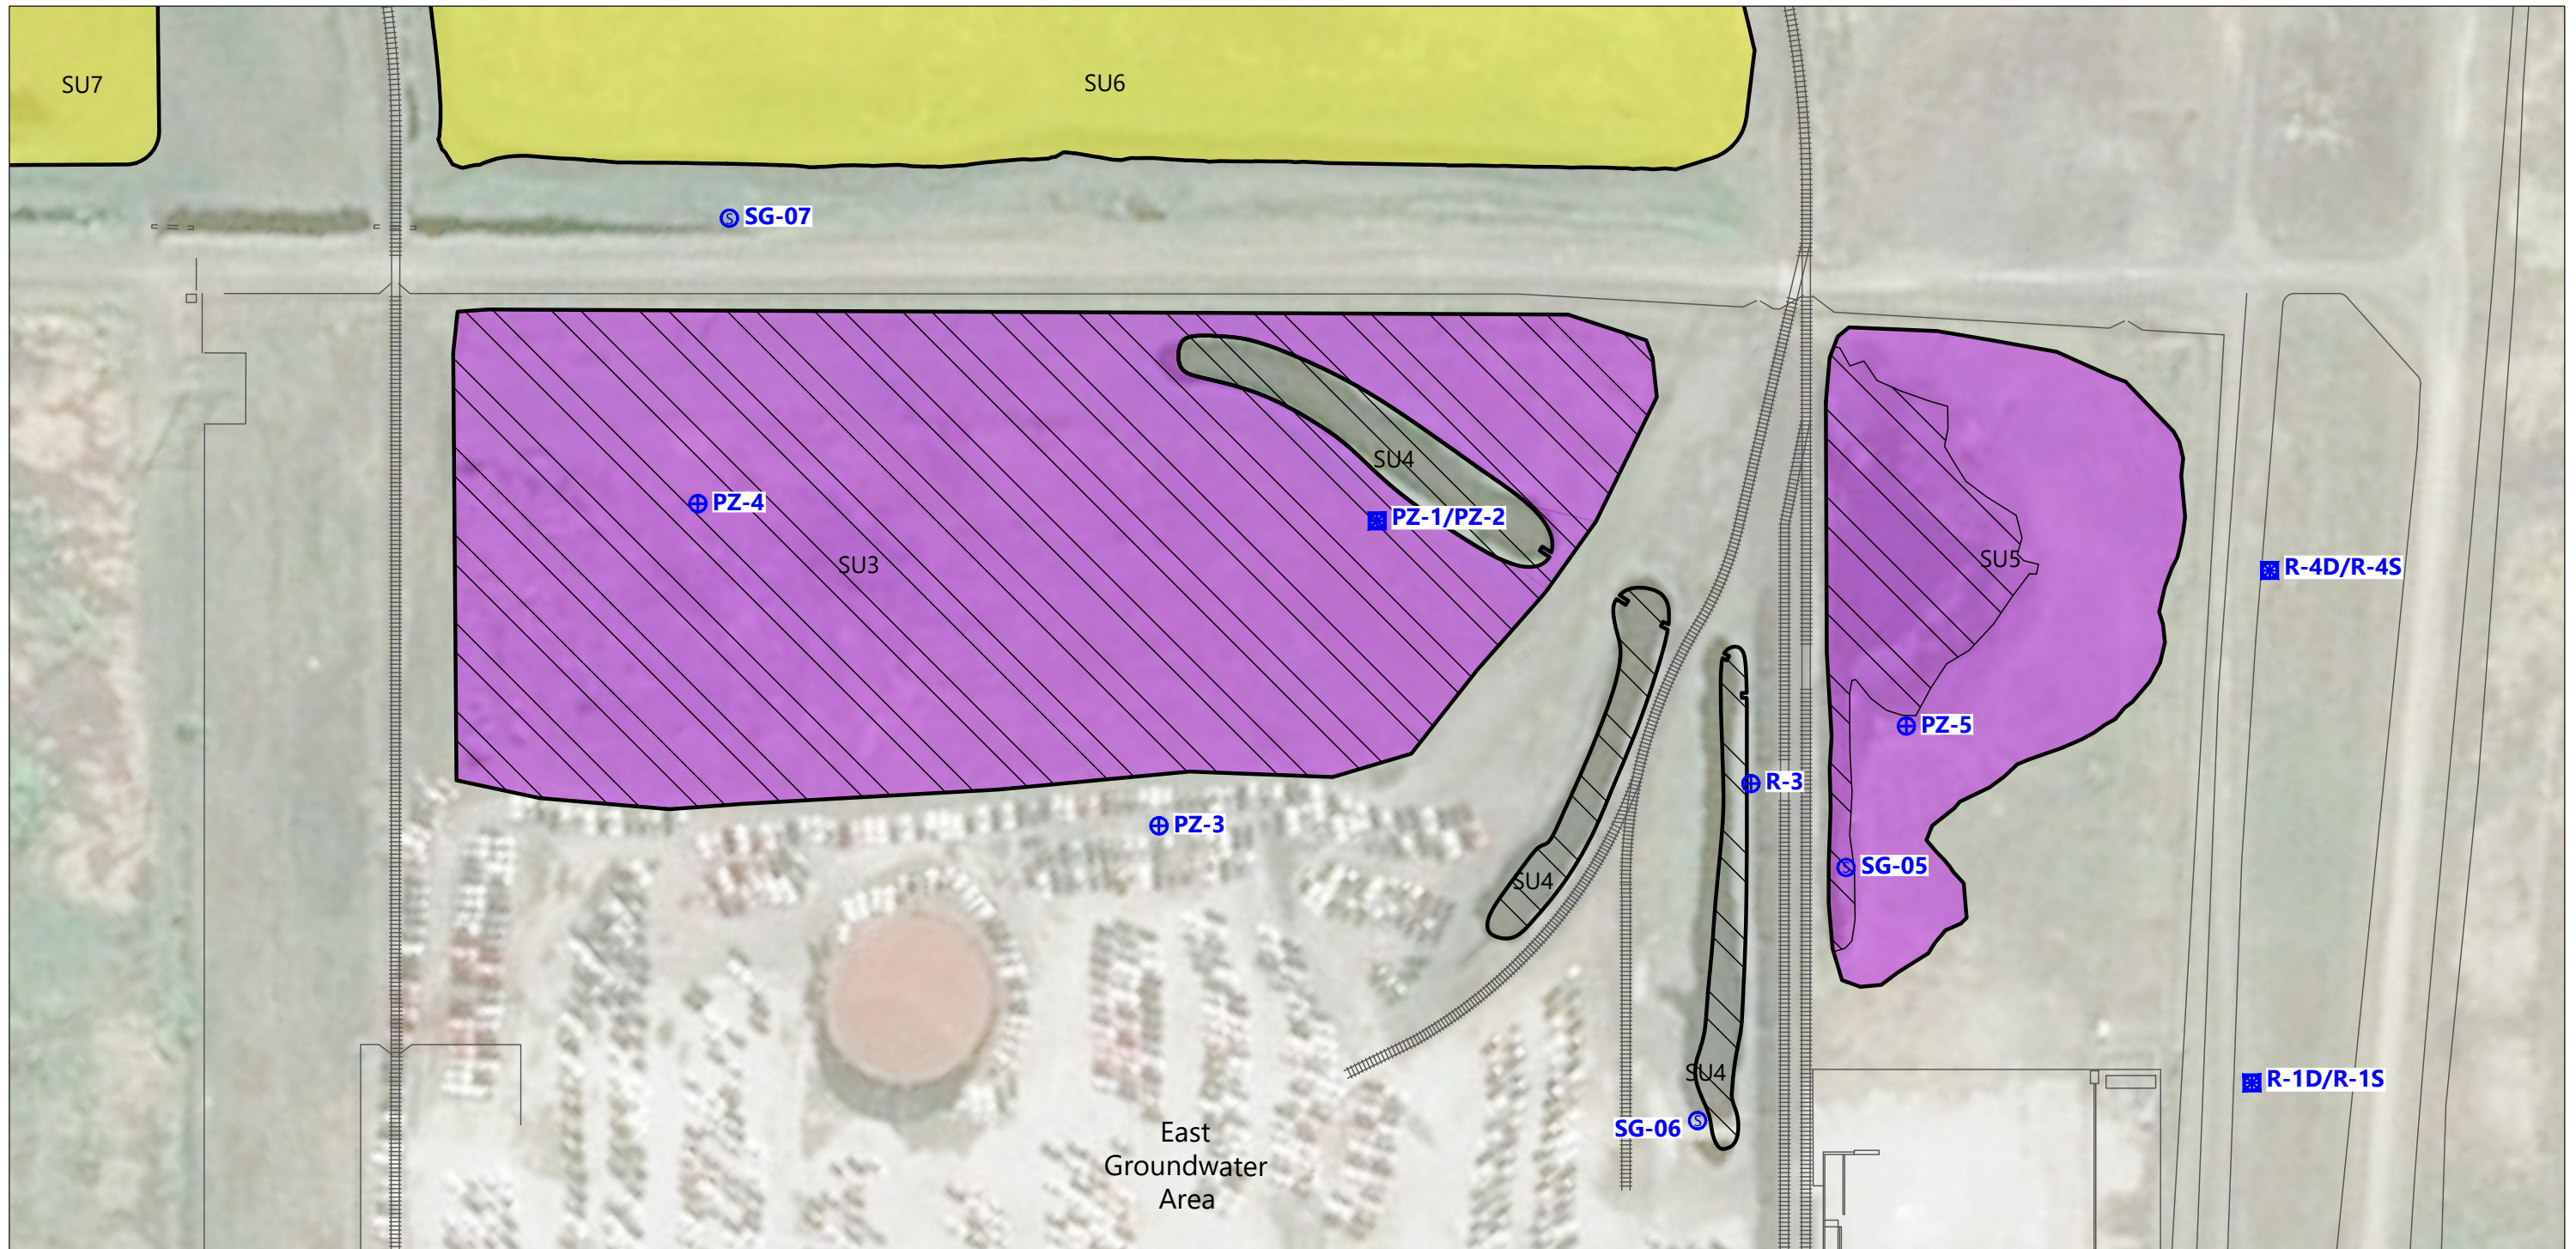 SU7
SU6
SG-07
SU4
PZ-4
PZ-1/PZ-2
SU3
SU5
R-4D/R-4S
PZ-5
R-3
PZ-3
SG-05
SU4
SU4
R-1D/R-1S
SG-06
East
Groundwater
Area